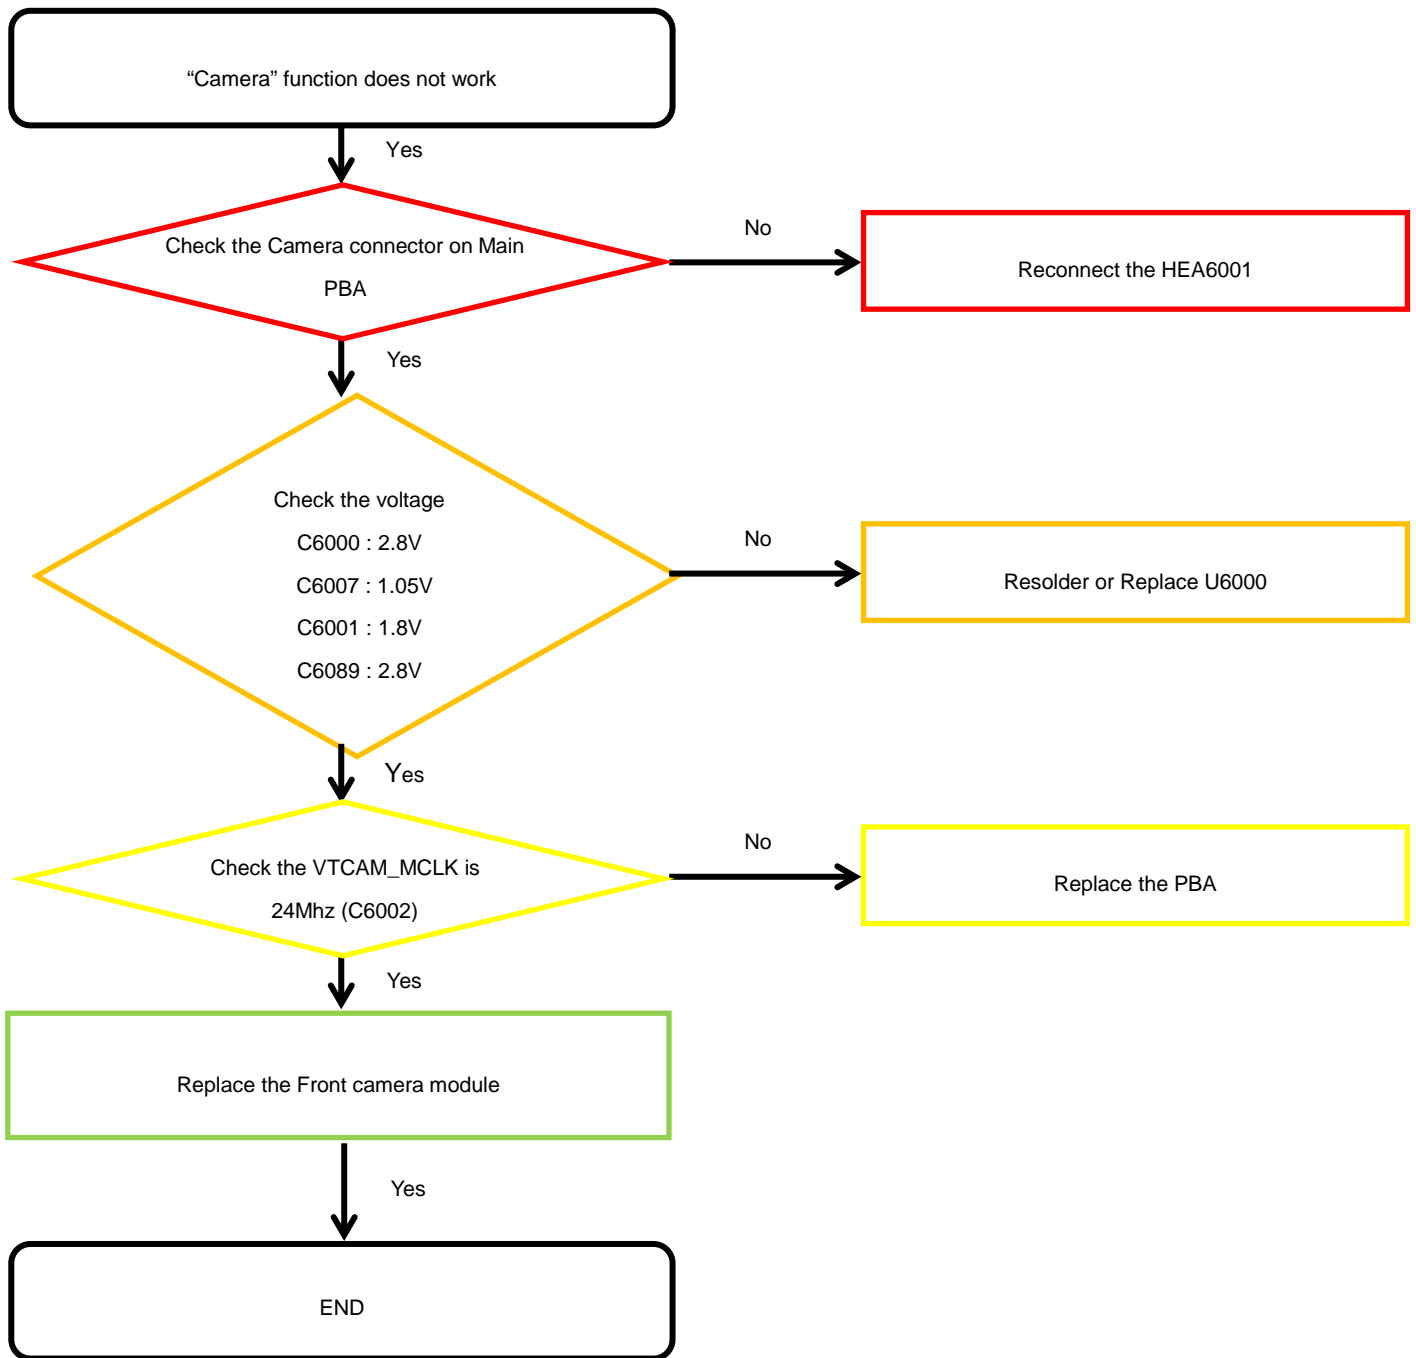 “Camera” function does not work
Yes
Check the Camera connector on Main
PBA
No
Reconnect the HEA6001
Yes
Check the voltage
C6000 : 2.8V
C6007 : 1.05V
C6001 : 1.8V
C6089 : 2.8V
No
Resolder or Replace U6000
Yes
Check the VTCAM_MCLK is
24Mhz (C6002)
No
Replace the PBA
Yes
Replace the Front camera module
Yes
END